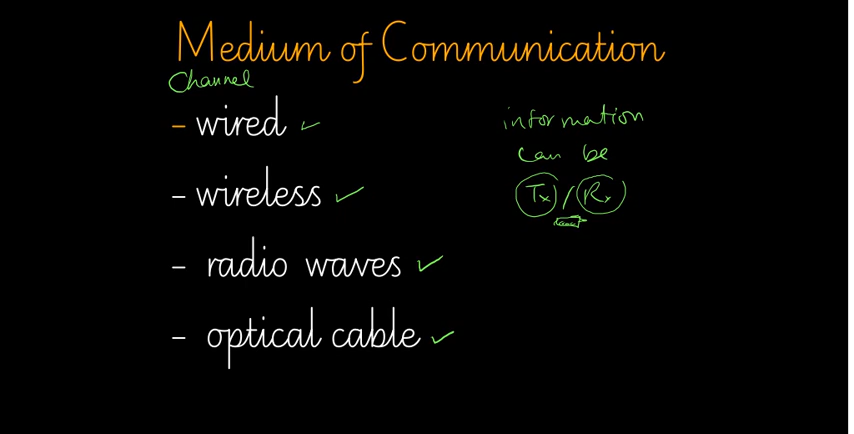 Medium of Communication
Channel
- wired
- wireless
- radio waves
- optical cable
information
can be
Tx / Rx